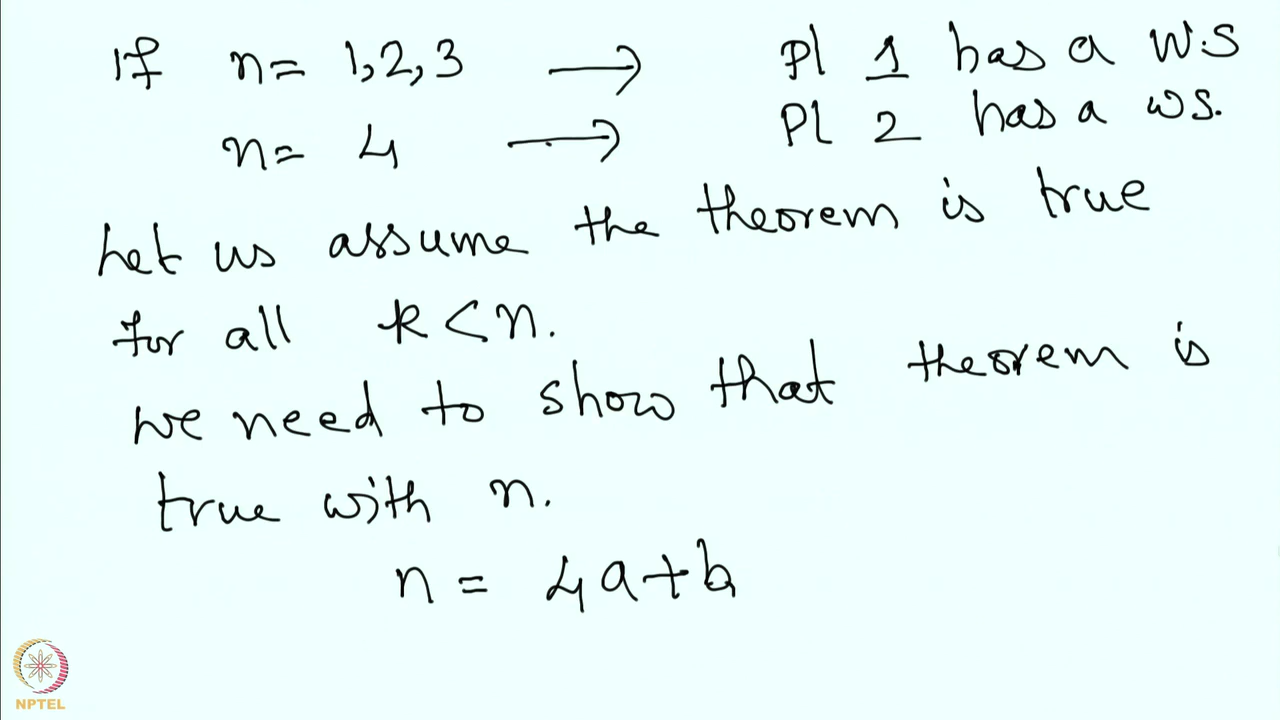 If n = 1,2,3 → Pl 1 has a W.S
n = 4 → Pl 2 has a WS.
Let us assume the theorem is true
for all k < n.
We need to show that theorem is
true with n.
n = 4a+b
NPTEL